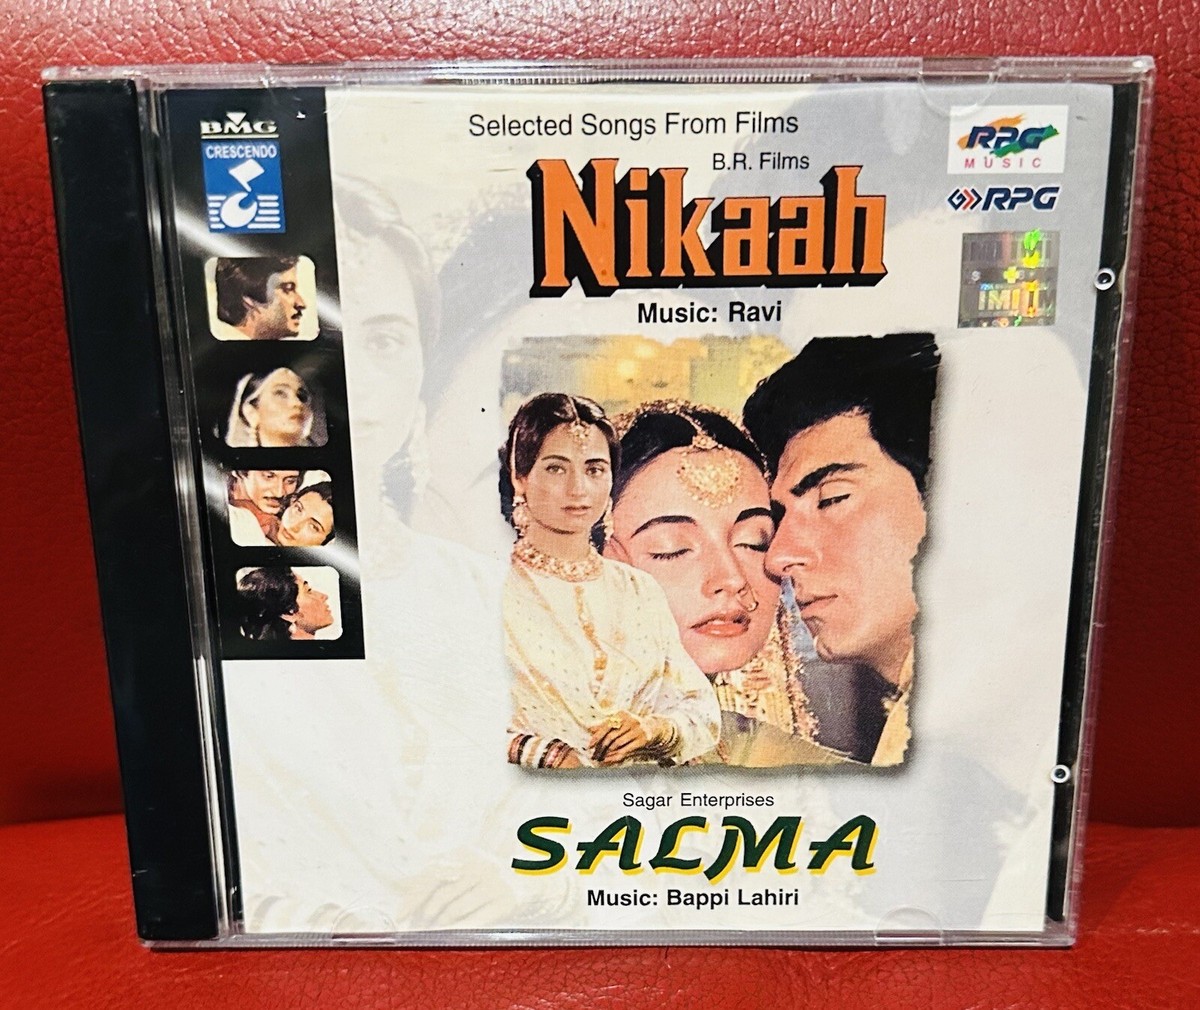 BMG
CRESCENDO
Selected Songs From Films
B.R. Films
Nikaah
Music: Ravi
RPG
MUSIC
RPG
IMI
Sagar Enterprises
SALMA
Music: Bappi Lahiri